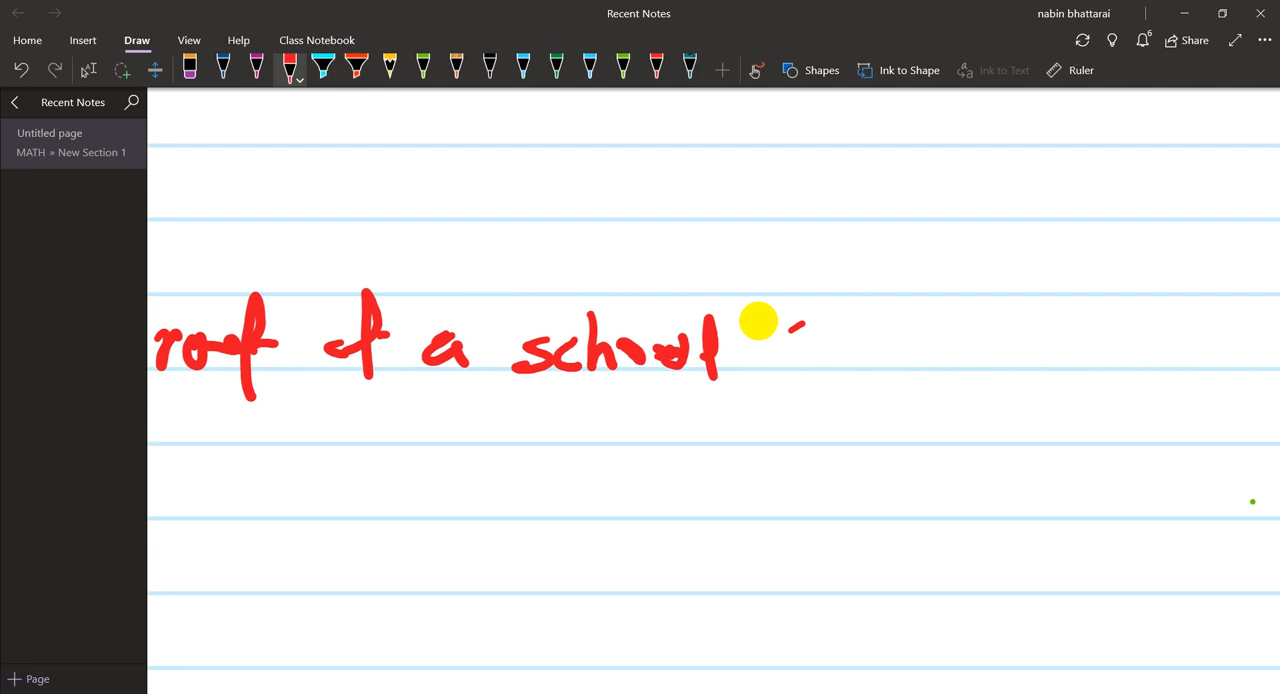 Recent Notes
nabin bhattarai
Home Insert Draw View Help Class Notebook
6
Share
Shapes Ink to Shape Ink to Text Ruler
Recent Notes
Untitled page
MATH » New Section 1
roof of a school
Page